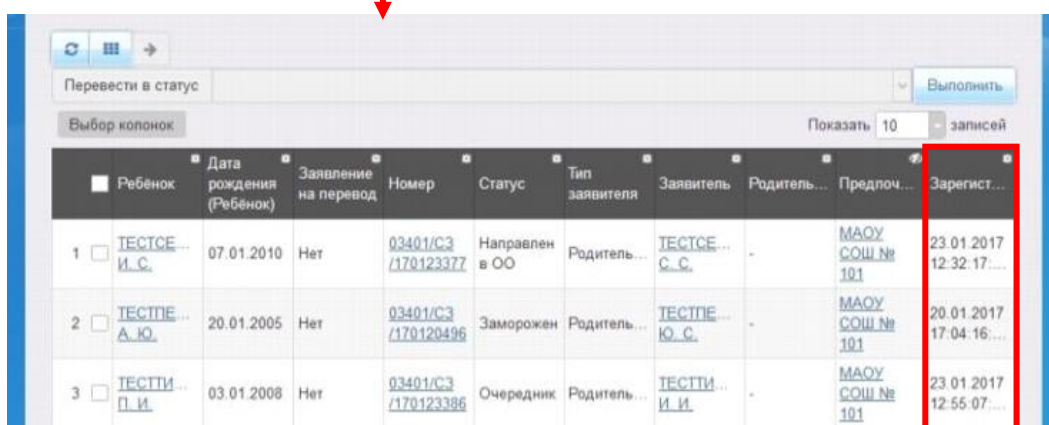 Перевести в статус Выполнить
Выбор колонок Показать 10 записей
Ребёнок Дата рождения (Ребёнок) Заявление на перевод Номер Статус Тип заявителя Заявитель Родитель... Предпоч... Зарегист...
1 ТЕСТСЕ... И. С. 07.01.2010 Нет 03401/СЗ/170123377 Направлен в ОО Родитель... ТЕСТСЕ... С. С. - МАОУ СОШ № 101 23.01.2017 12:32:17:...
2 ТЕСТПЕ... А. Ю. 20.01.2005 Нет 03401/СЗ/170120496 Заморожен Родитель... ТЕСТПЕ... Ю. С. - МАОУ СОШ № 101 20.01.2017 17:04:16:...
3 ТЕСТТИ... П. И. 03.01.2008 Нет 03401/СЗ/170123386 Очередник Родитель... ТЕСТТИ... И. И. - МАОУ СОШ № 101 23.01.2017 12:55:07:...